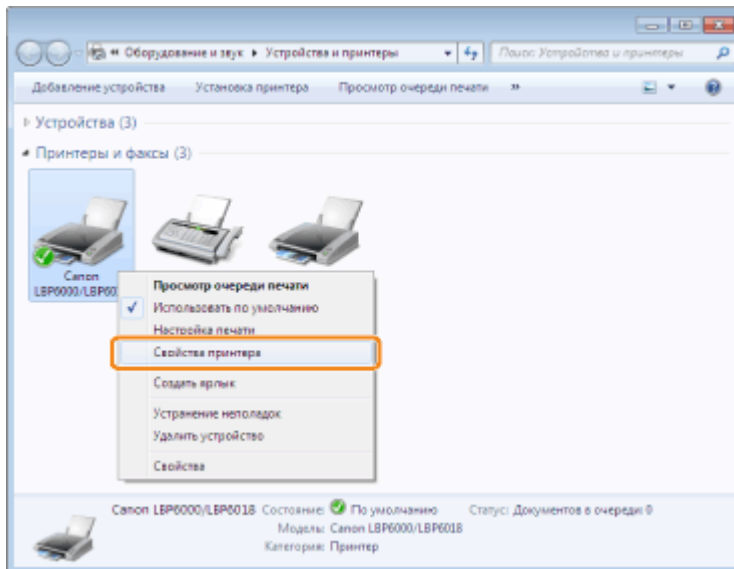 « Оборудование и звук ▸ Устройства и принтеры
Поиск: Устройства и принтеры
Добавление устройства Установка принтера Просмотр очереди печати »
Устройства (3)
Принтеры и факсы (3)
Canon
LBP6000/LBP60
Просмотр очереди печати
Использовать по умолчанию
Настройка печати
Свойства принтера
Создать ярлык
Устранение неполадок
Удалить устройство
Свойства
Canon LBP6000/LBP6018 Состояние: По умолчанию Статус: Документов в очереди: 0
Модель: Canon LBP6000/LBP6018
Категория: Принтер